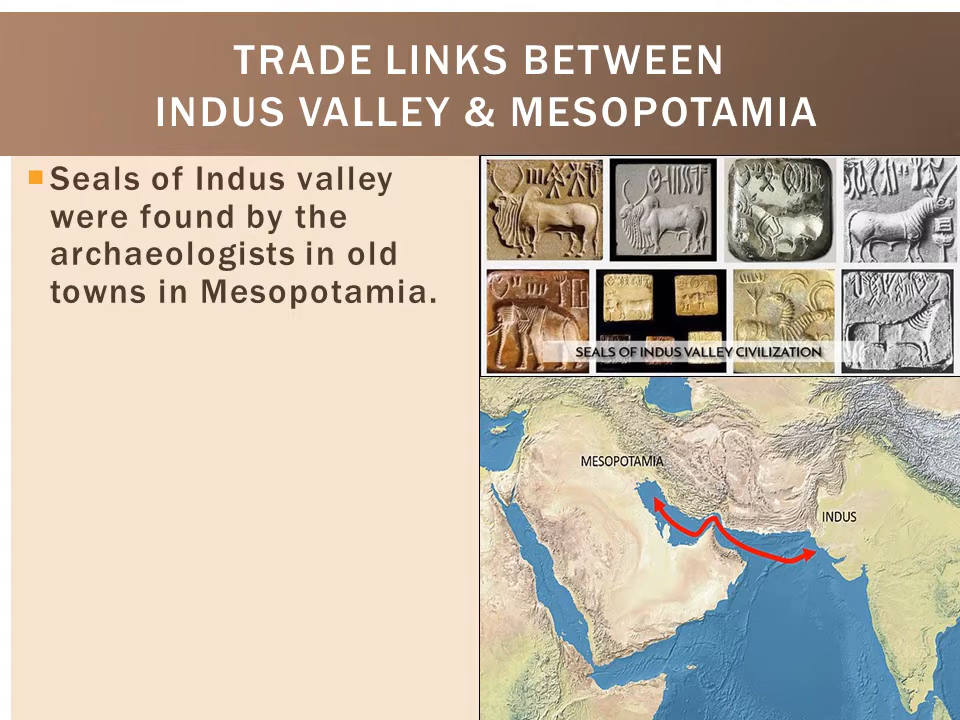 TRADE LINKS BETWEEN
INDUS VALLEY & MESOPOTAMIA
Seals of Indus valley
were found by the
archaeologists in old
towns in Mesopotamia.
SEALS OF INDUS VALLEY CIVILIZATION
MESOPOTAMIA
INDUS